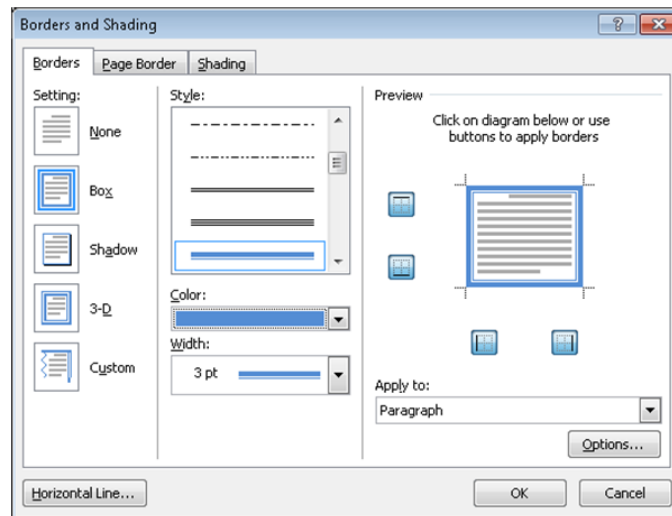 Borders and Shading
Borders
Page Border
Shading
Setting:
None
Box
Shadow
3-D
Custom
Style:
Color:
Width:
3 pt
Preview
Click on diagram below or use
buttons to apply borders
Apply to:
Paragraph
Options...
Horizontal Line...
OK
Cancel